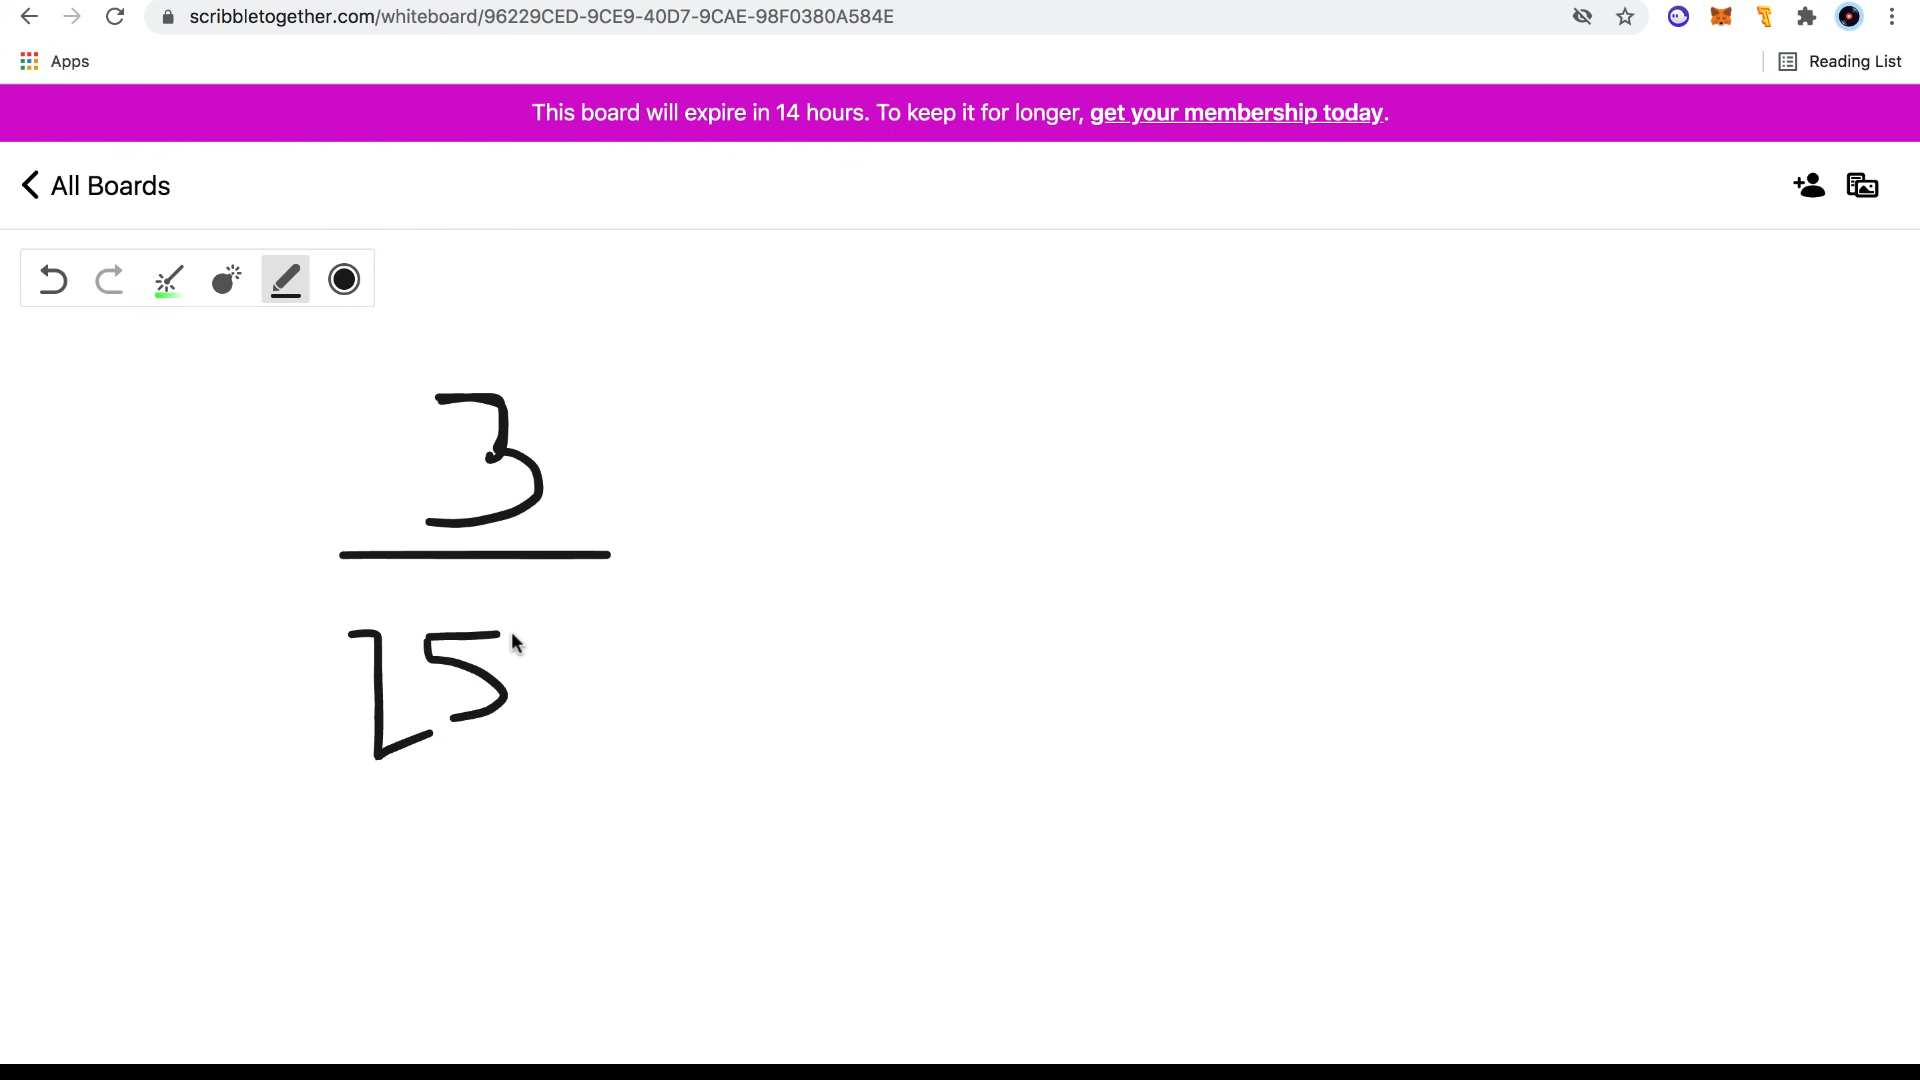 scribbletogether.com/whiteboard/96229CED-9CE9-40D7-9CAE-98F0380A584E
Apps
Reading List
This board will expire in 14 hours. To keep it for longer, get your membership today.
All Boards
3
15